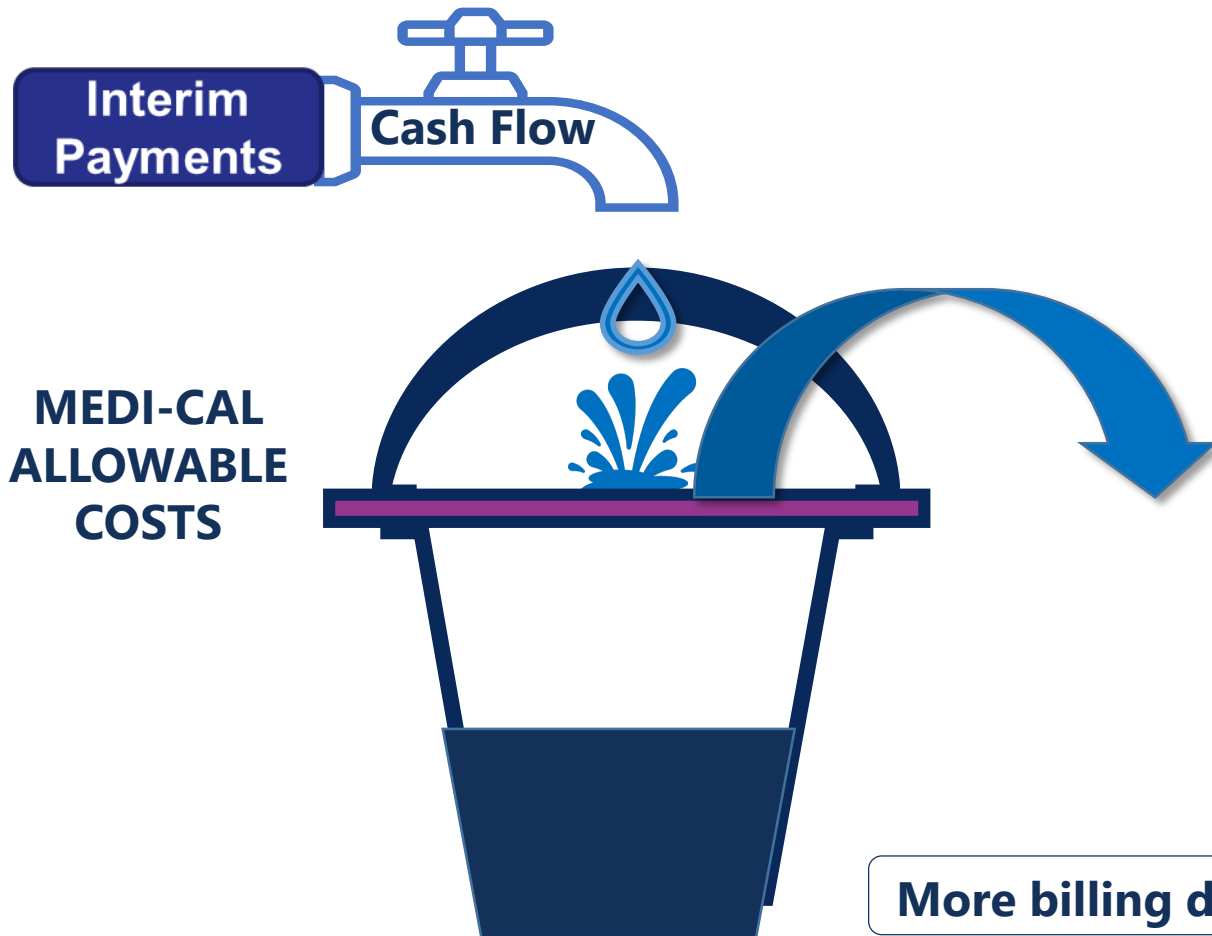 Interim
Payments
Cash Flow
MEDI-CAL
ALLOWABLE
COSTS
More billing d